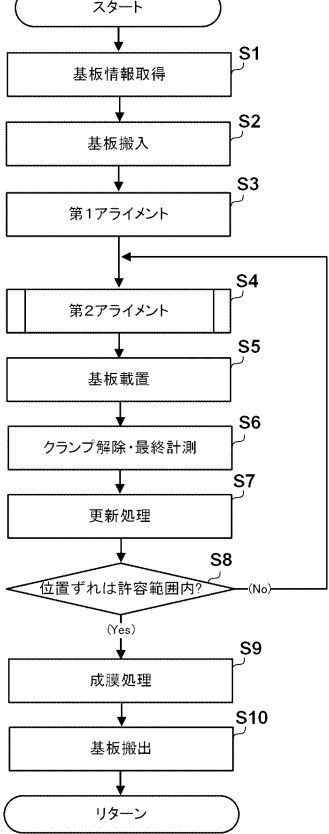 スタート
S1
基板情報取得
S2
基板搬入
S3
第1アライメント
S4
第2アライメント
S5
基板載置
S6
クランプ解除・最終計測
S7
更新処理
S8
位置ずれは許容範囲内?
(No)
(Yes)
S9
成膜処理
S10
基板搬出
リターン